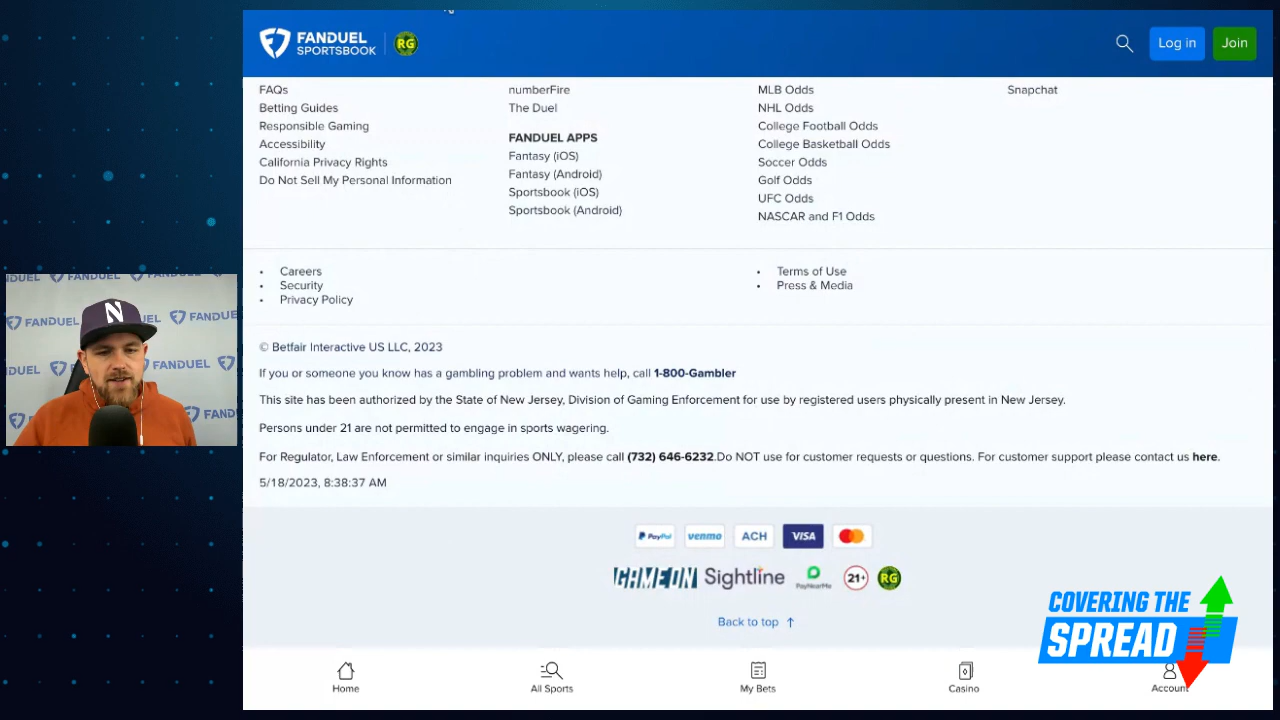 FANDUEL
SPORTSBOOK
RG
Log in
Join
FAQs
Betting Guides
Responsible Gaming
Accessibility
California Privacy Rights
Do Not Sell My Personal Information
numberFire
The Duel
FANDUEL APPS
Fantasy (iOS)
Fantasy (Android)
Sportsbook (iOS)
Sportsbook (Android)
MLB Odds
NHL Odds
College Football Odds
College Basketball Odds
Soccer Odds
Golf Odds
UFC Odds
NASCAR and F1 Odds
Snapchat
• Careers
• Security
• Privacy Policy
• Terms of Use
• Press & Media
© Betfair Interactive US LLC, 2023
If you or someone you know has a gambling problem and wants help, call 1-800-Gambler
This site has been authorized by the State of New Jersey, Division of Gaming Enforcement for use by registered users physically present in New Jersey.
Persons under 21 are not permitted to engage in sports wagering.
For Regulator, Law Enforcement or similar inquiries ONLY, please call (732) 646-6232.Do NOT use for customer requests or questions. For customer support please contact us here.
5/18/2023, 8:38:37 AM
PayPal venmo ACH VISA
GAMEON Sightline PayNearMe 21+ RG
Back to top ↑
Home
All Sports
My Bets
Casino
Account
COVERING THE
SPREAD
N
FANDUEL
FANDUEL
FANDUEL
FANDUEL